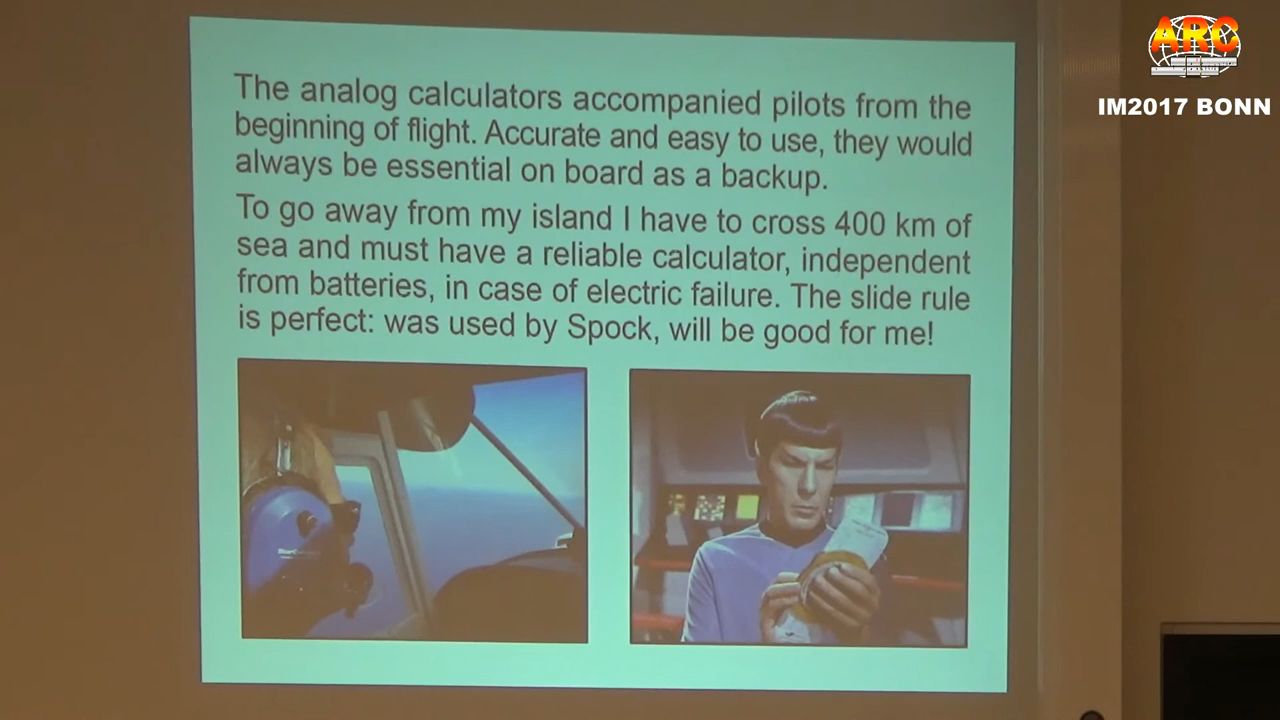 ARC
IM2017 BONN
The analog calculators accompanied pilots from the
beginning of flight. Accurate and easy to use, they would
always be essential on board as a backup.
To go away from my island I have to cross 400 km of
sea and must have a reliable calculator, independent
from batteries, in case of electric failure. The slide rule
is perfect: was used by Spock, will be good for me!